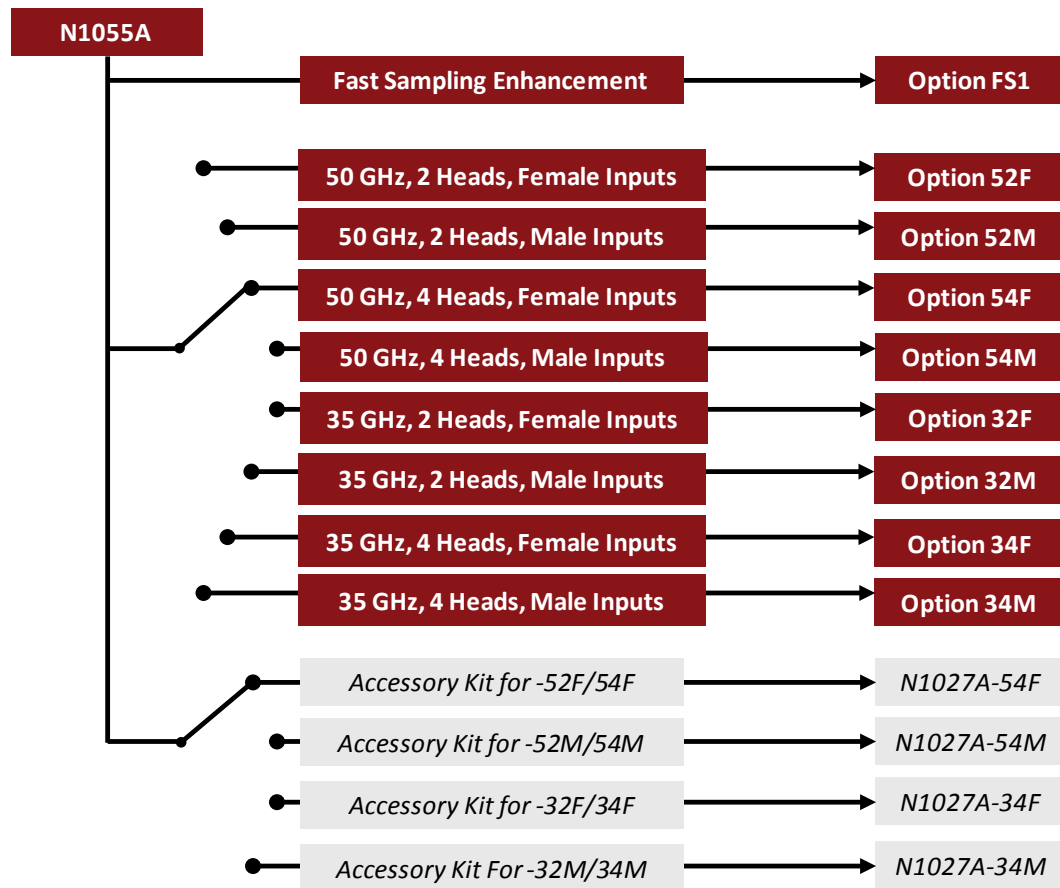 N1055A
Fast Sampling Enhancement Option FS1
50 GHz, 2 Heads, Female Inputs Option 52F
50 GHz, 2 Heads, Male Inputs Option 52M
50 GHz, 4 Heads, Female Inputs Option 54F
50 GHz, 4 Heads, Male Inputs Option 54M
35 GHz, 2 Heads, Female Inputs Option 32F
35 GHz, 2 Heads, Male Inputs Option 32M
35 GHz, 4 Heads, Female Inputs Option 34F
35 GHz, 4 Heads, Male Inputs Option 34M
Accessory Kit for -52F/54F N1027A-54F
Accessory Kit for -52M/54M N1027A-54M
Accessory Kit for -32F/34F N1027A-34F
Accessory Kit For -32M/34M N1027A-34M